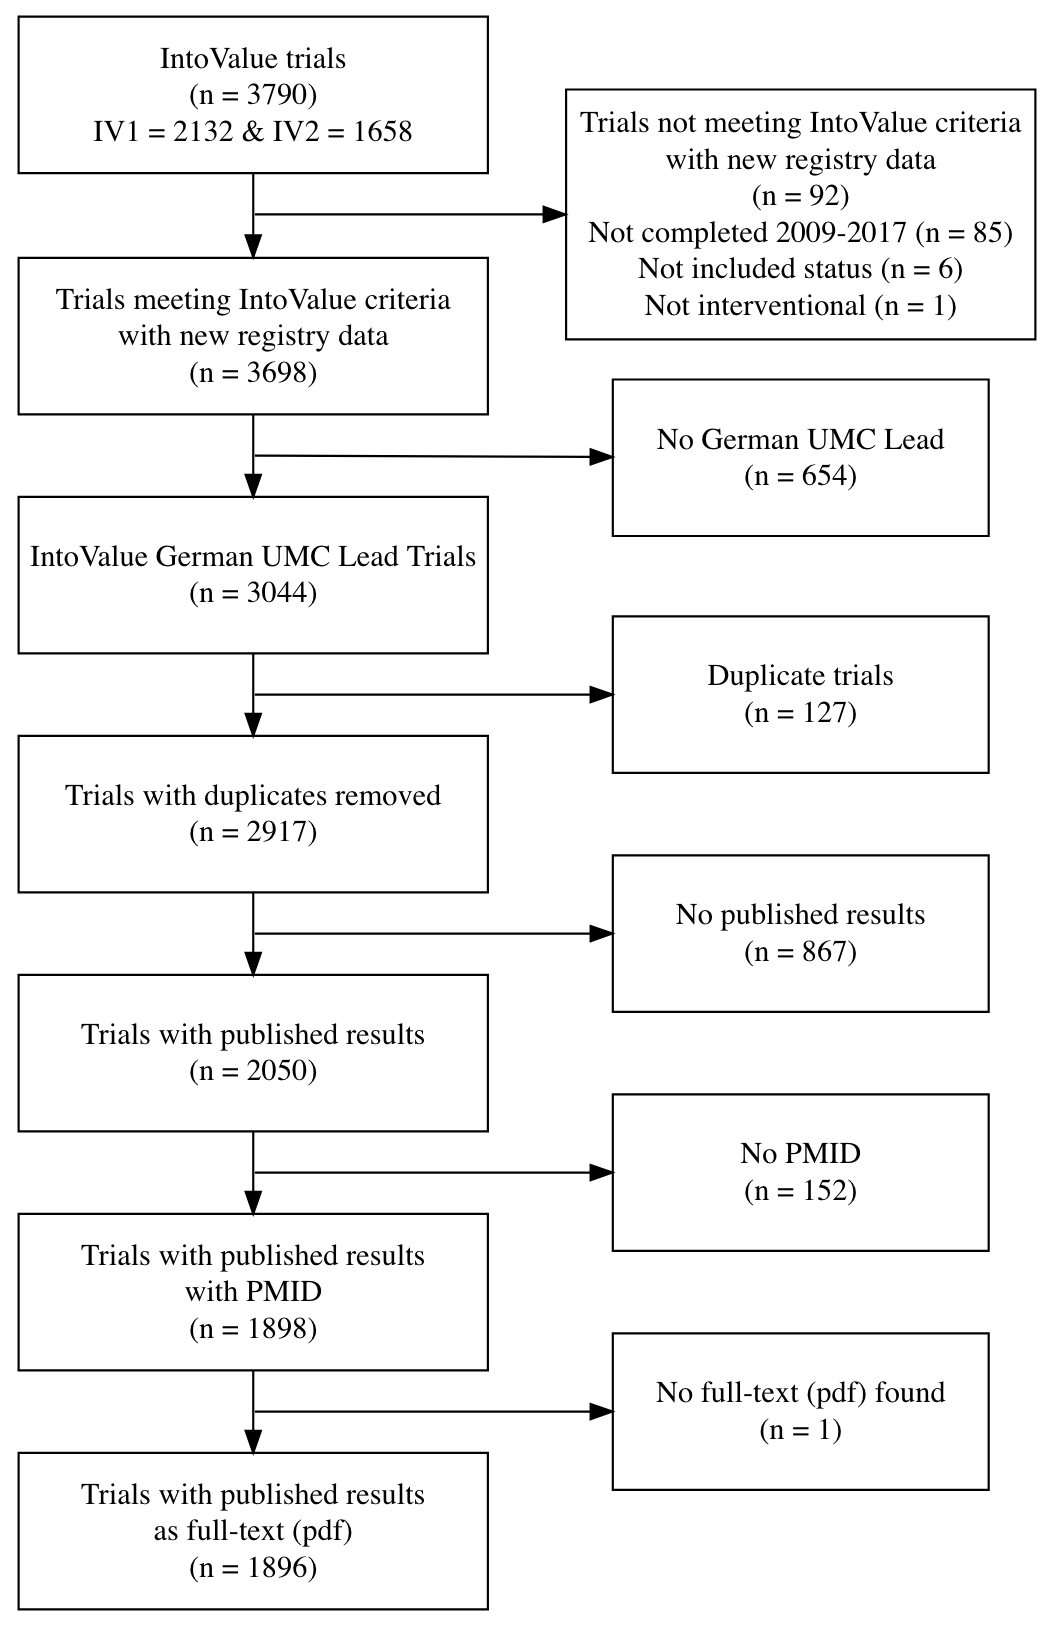 IntoValue trials
(n = 3790)
IV1 = 2132 & IV2 = 1658
Trials not meeting IntoValue criteria
with new registry data
(n = 92)
Not completed 2009-2017 (n = 85)
Not included status (n = 6)
Not interventional (n = 1)
Trials meeting IntoValue criteria
with new registry data
(n = 3698)
No German UMC Lead
(n = 654)
IntoValue German UMC Lead Trials
(n = 3044)
Duplicate trials
(n = 127)
Trials with duplicates removed
(n = 2917)
No published results
(n = 867)
Trials with published results
(n = 2050)
No PMID
(n = 152)
Trials with published results
with PMID
(n = 1898)
No full-text (pdf) found
(n = 1)
Trials with published results
as full-text (pdf)
(n = 1896)